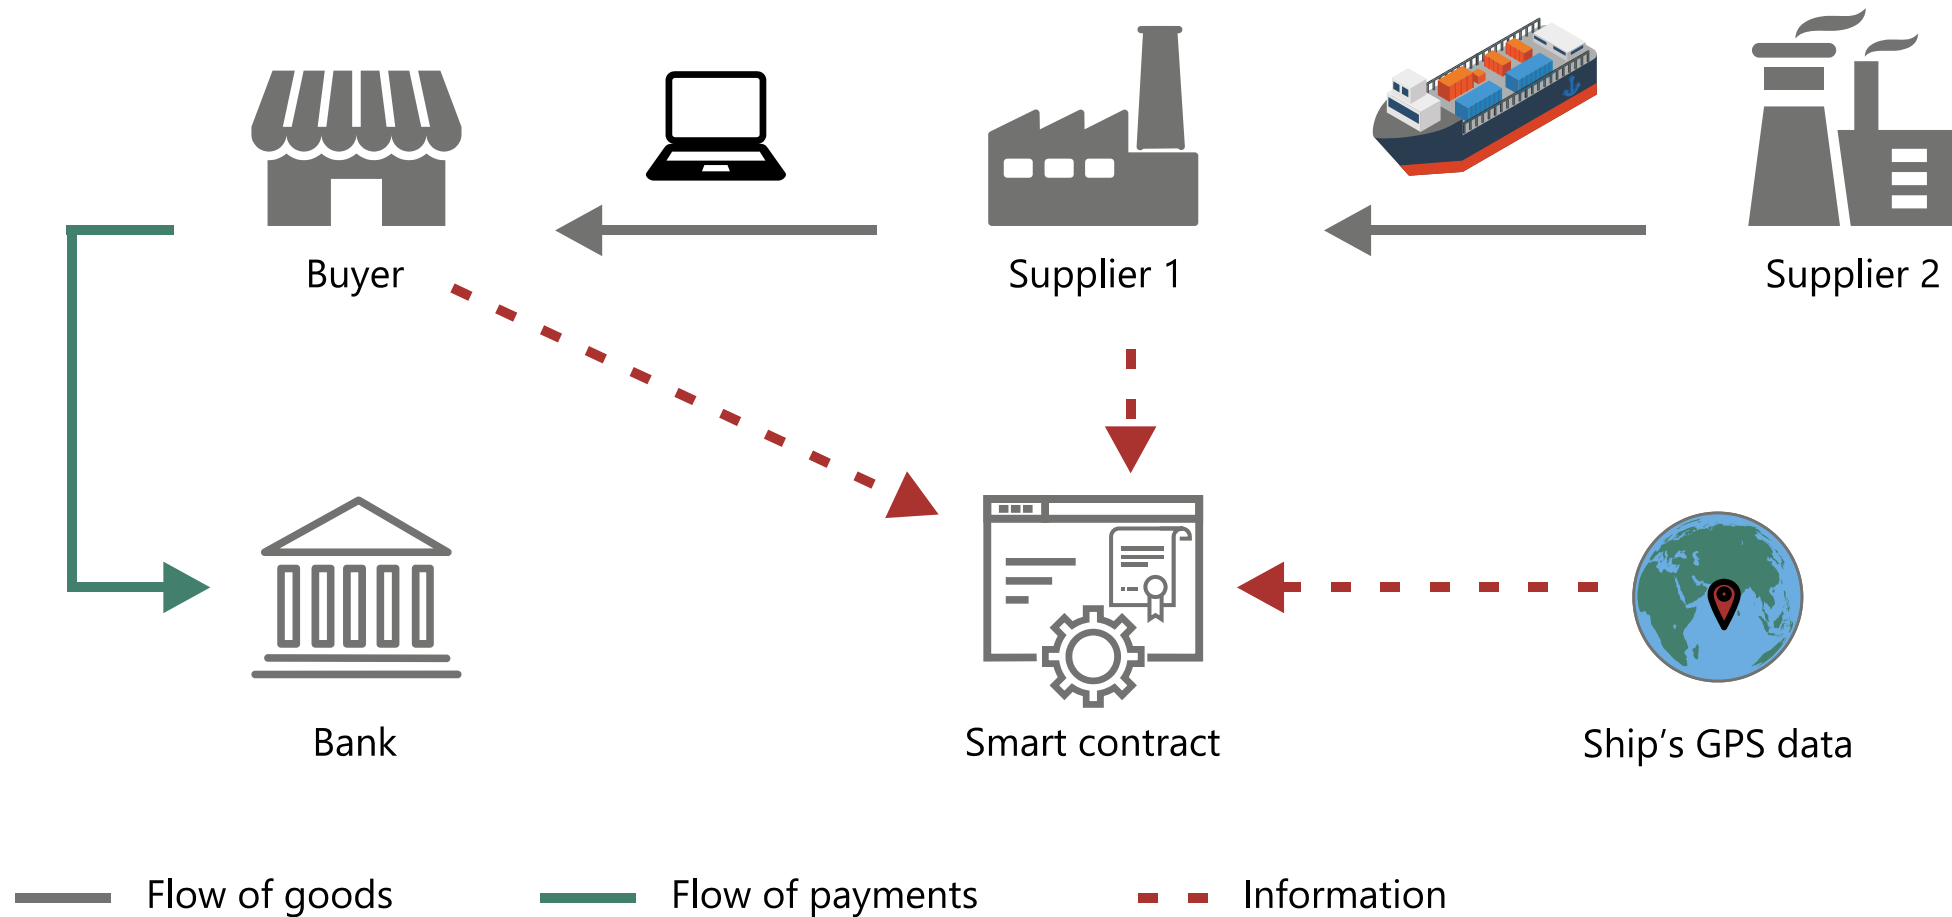 Buyer
Supplier 1
Supplier 2
Bank
Smart contract
Ship's GPS data
Flow of goods
Flow of payments
Information